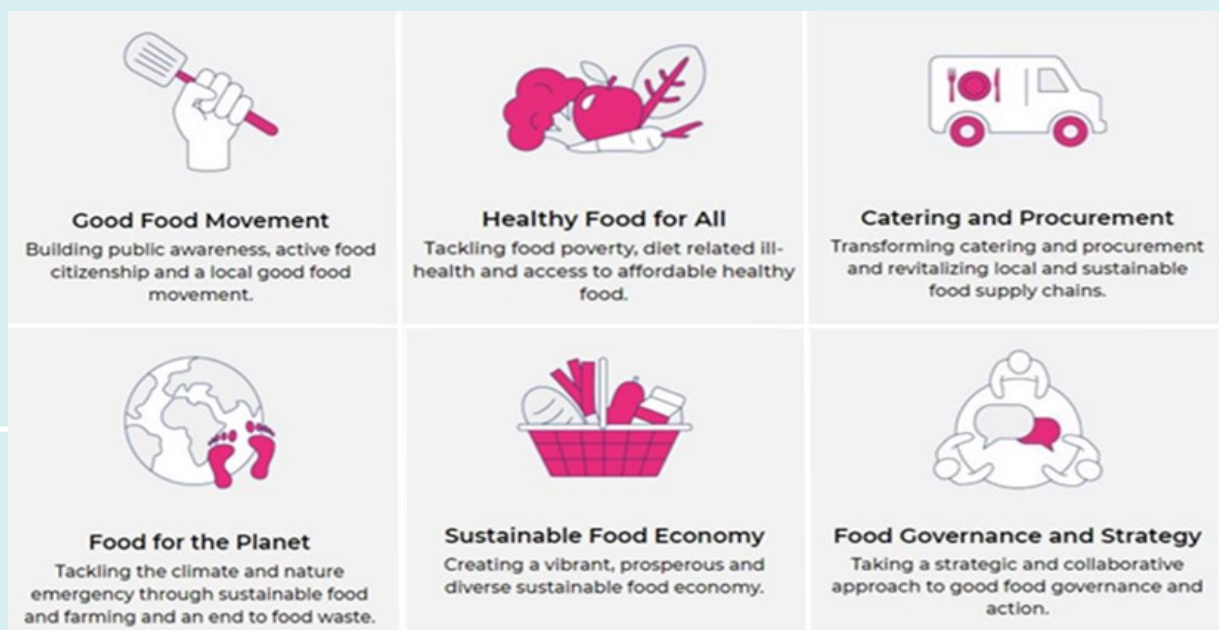 Good Food Movement
Building public awareness, active food
citizenship and a local good food
movement.
Healthy Food for All
Tackling food poverty, diet related ill-
health and access to affordable healthy
food.
Catering and Procurement
Transforming catering and procurement
and revitalizing local and sustainable
food supply chains.
Food for the Planet
Tackling the climate and nature
emergency through sustainable food
and farming and an end to food waste.
Sustainable Food Economy
Creating a vibrant, prosperous and
diverse sustainable food economy.
Food Governance and Strategy
Taking a strategic and collaborative
approach to good food governance and
action.